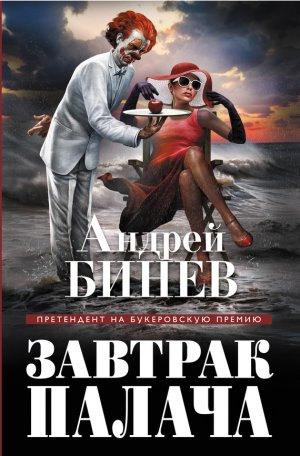 Андрей
БИНЕВ
ПРЕТЕНДЕНТ НА БУКЕРОВСКУЮ ПРЕМИЮ
ЗАВТРАК
ПАЛАЧА